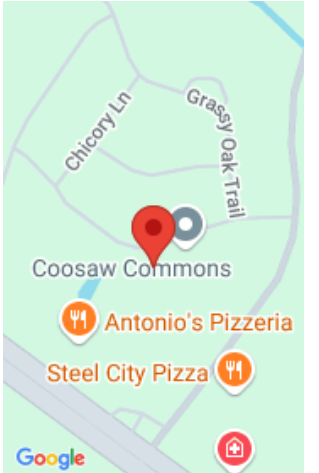 Chicory Ln
Grassy Oak Trail
Coosaw Commons
Antonio's Pizzeria
Steel City Pizza
Google